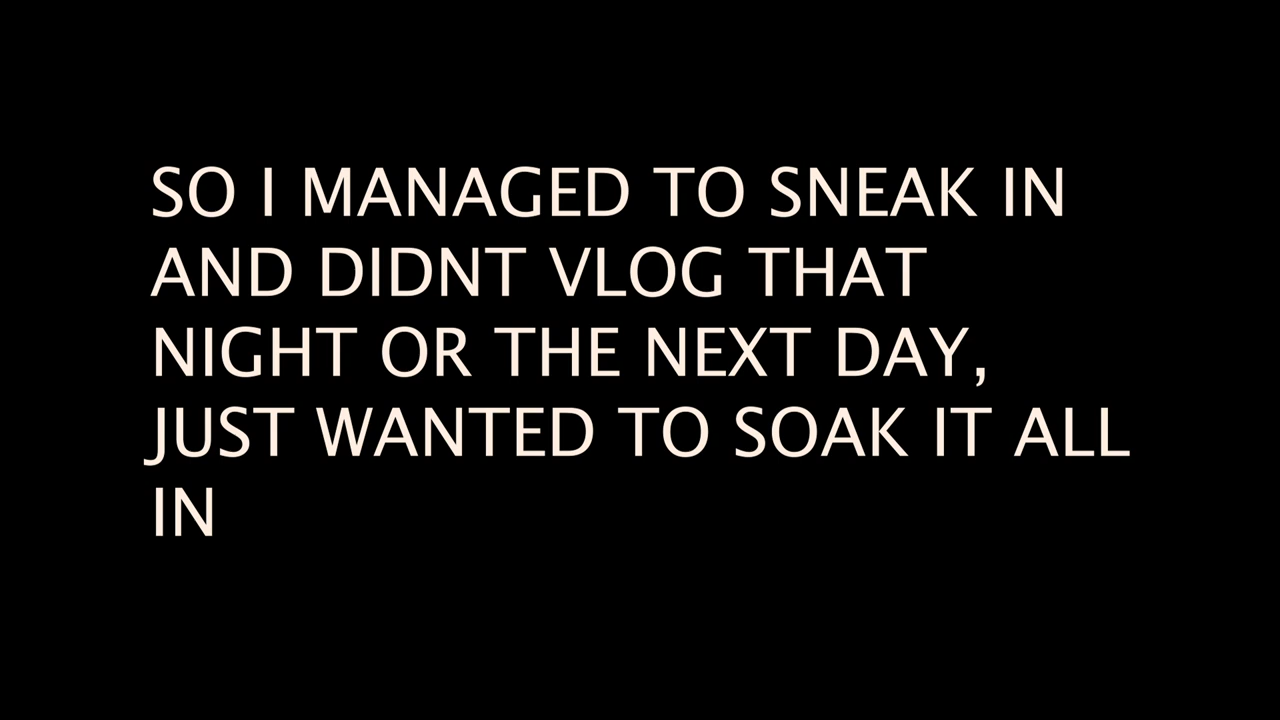 SO I MANAGED TO SNEAK IN
AND DIDNT VLOG THAT
NIGHT OR THE NEXT DAY,
JUST WANTED TO SOAK IT ALL
IN